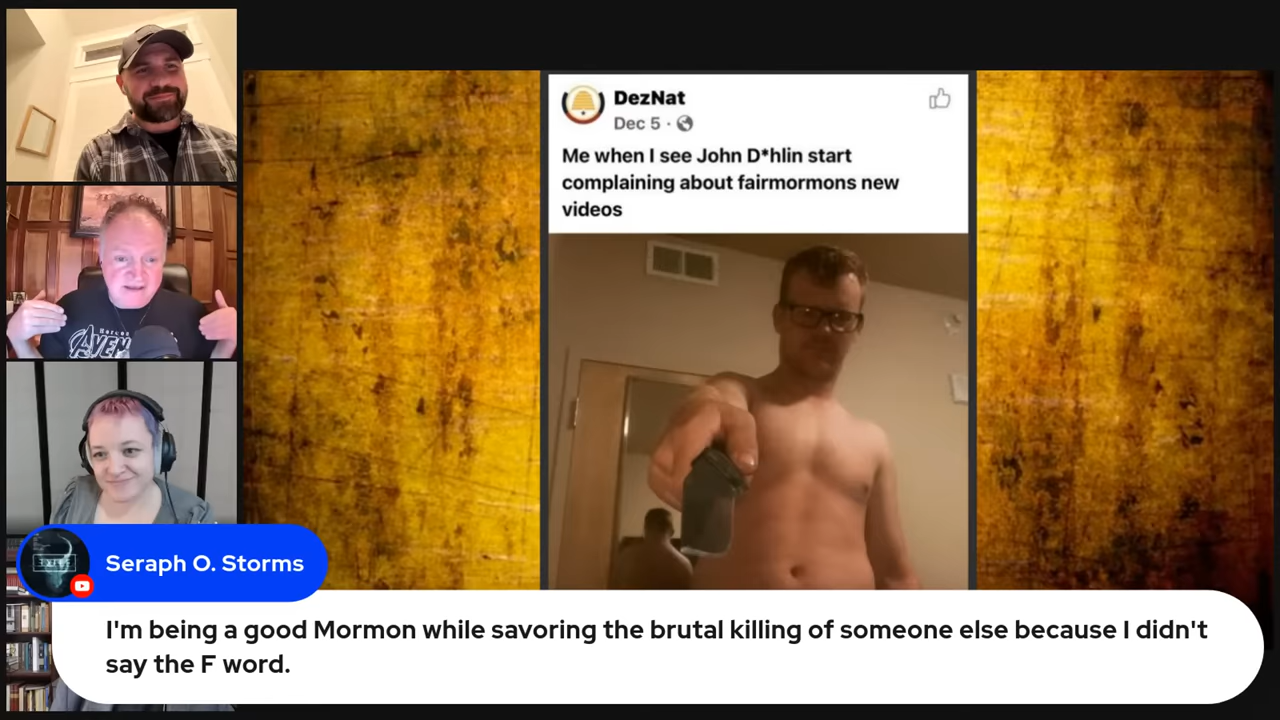 DezNat
Dec 5 ·
Me when I see John D*hlin start
complaining about fairmormons new
videos
AVEN
Seraph O. Storms
I'm being a good Mormon while savoring the brutal killing of someone else because I didn't
say the F word.